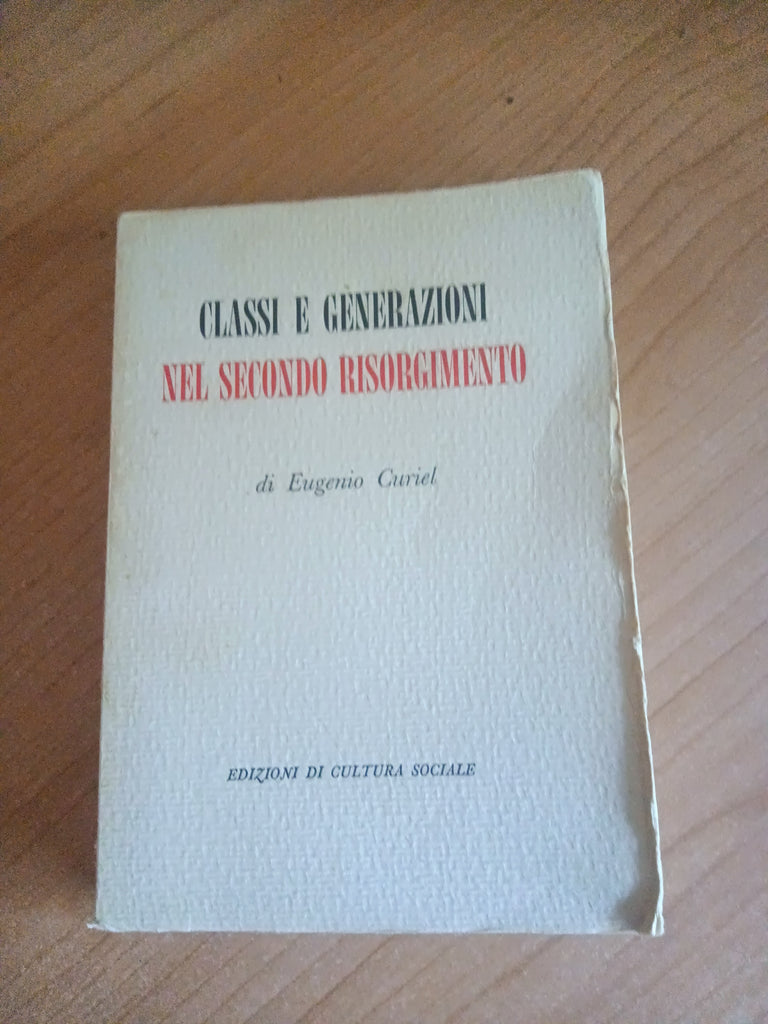 CLASSI E GENERAZIONI
NEL SECONDO RISORGIMENTO
di Eugenio Curiel
EDIZIONI DI CULTURA SOCIALE